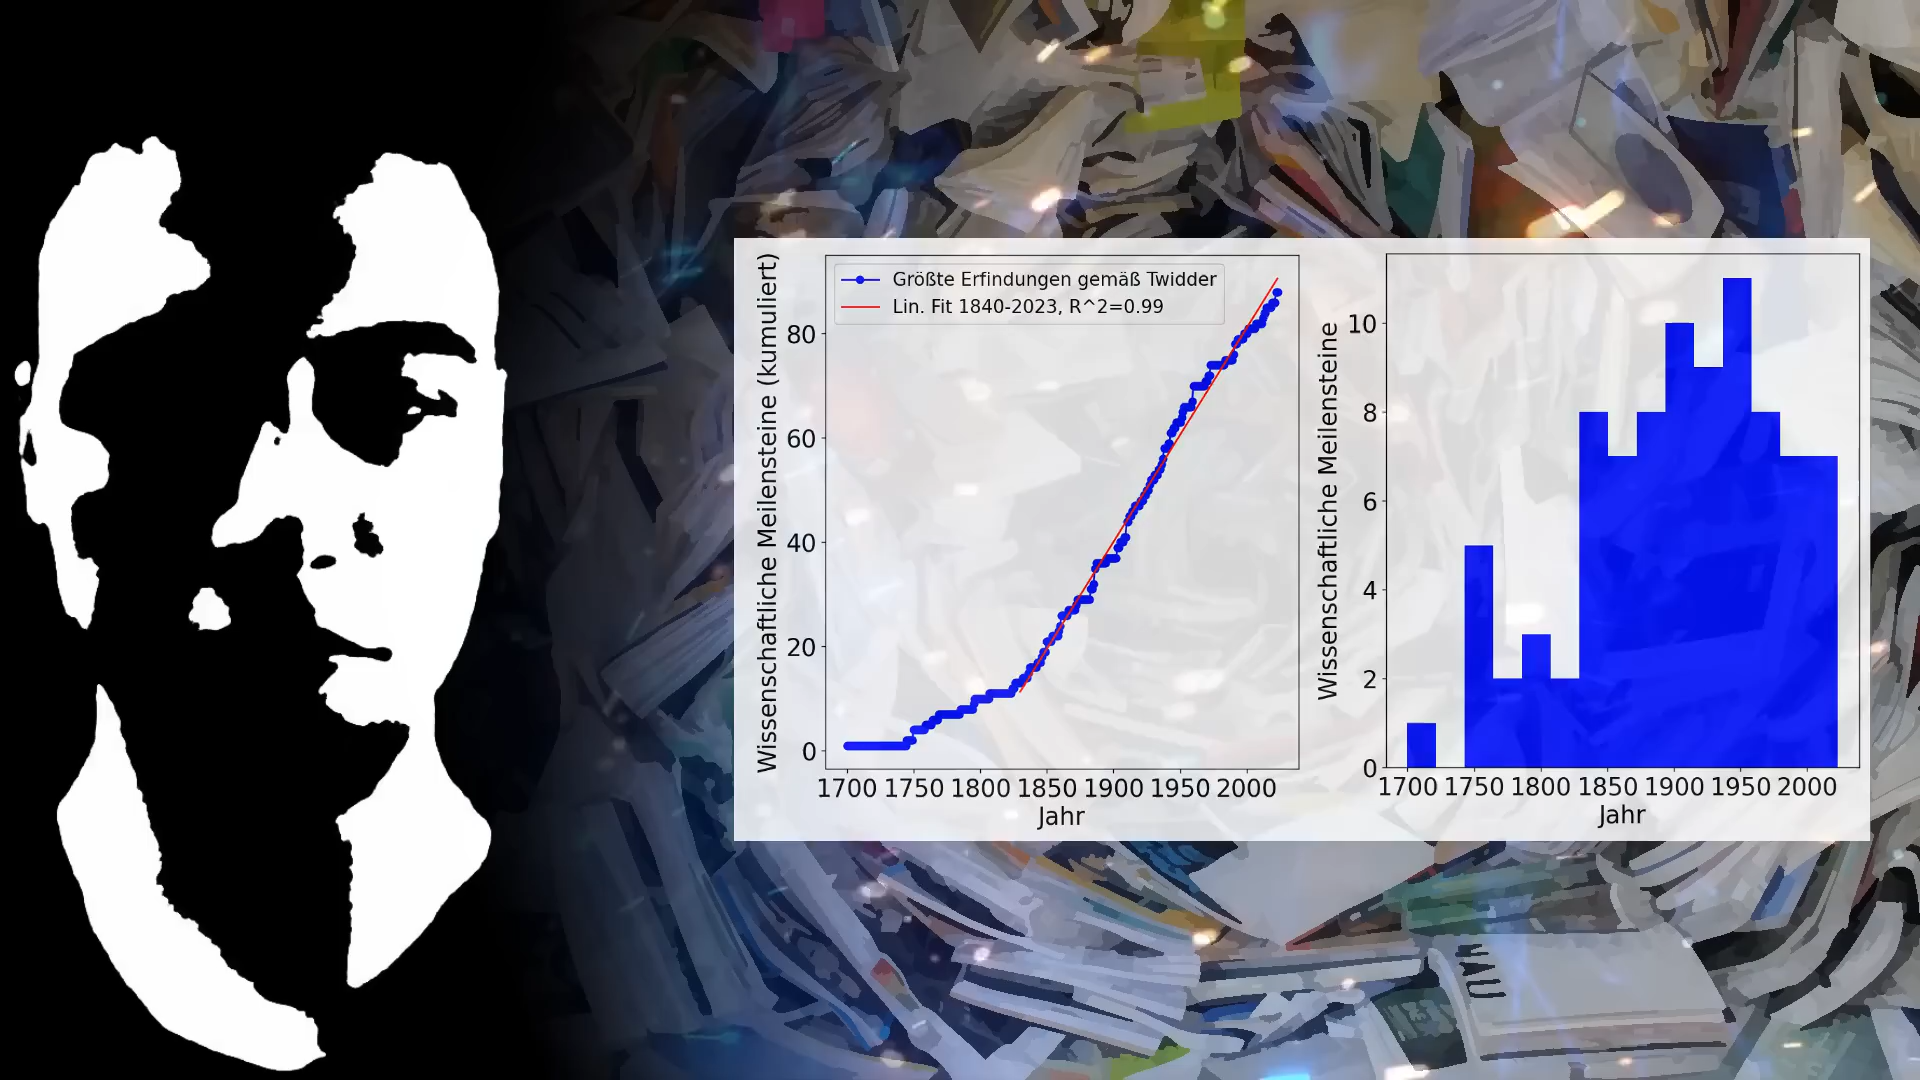 Wissenschaftliche Meilensteine (kumuliert)
Größte Erfindungen gemäß Twidder
Lin. Fit 1840-2023, R^2=0.99
80
60
40
20
0
1700 1750 1800 1850 1900 1950 2000
Jahr
Wissenschaftliche Meilensteine
10
8
6
4
2
0
1700 1750 1800 1850 1900 1950 2000
Jahr
NAU